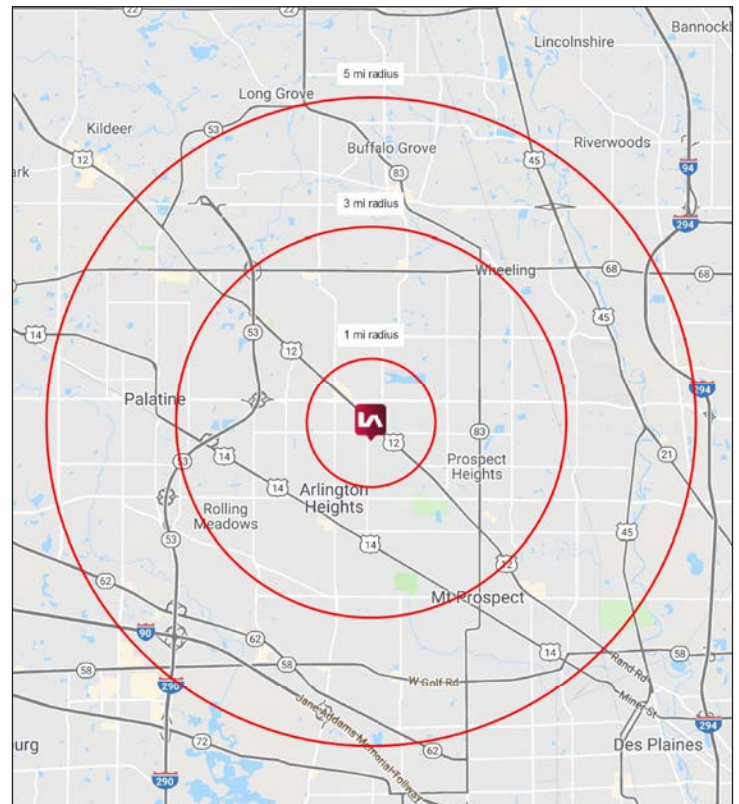 22
22
Bannockb
Lincolnshire
5 mi radius
Long Grove
53
Kildeer
Buffalo Grove
45
Riverwoods
12
83
94
ark
3 mi radius
294
Wheeling
68
68
53
45
14
1 mi radius
12
Palatine
294
83
12
14
53
Prospect
Heights
21
14
Arlington
Heights
Rolling
Meadows
45
53
14
12
62
Mt Prospect
90
62
58
14
58
58
W Golf Rd
Rand Rd
290
Miner St
Jane Addams Memorial Tollway
294
72
62
Des Plaines
urg
290